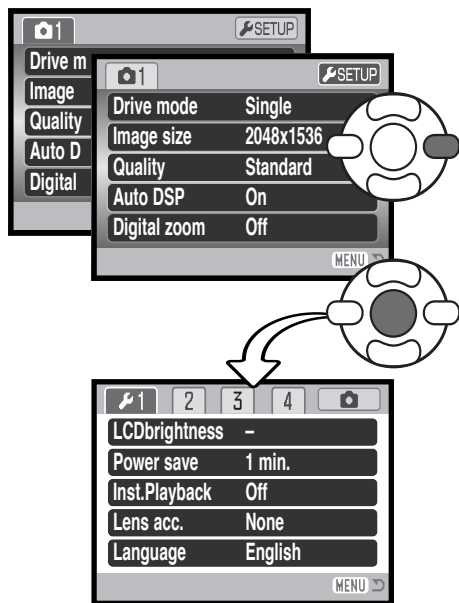 1 SETUP
Drive m
Image
Quality
Auto D
Digital
1 SETUP
Drive mode Single
Image size 2048x1536
Quality Standard
Auto DSP On
Digital zoom Off
MENU
1 2 3 4
LCDbrightness –
Power save 1 min.
Inst.Playback Off
Lens acc. None
Language English
MENU